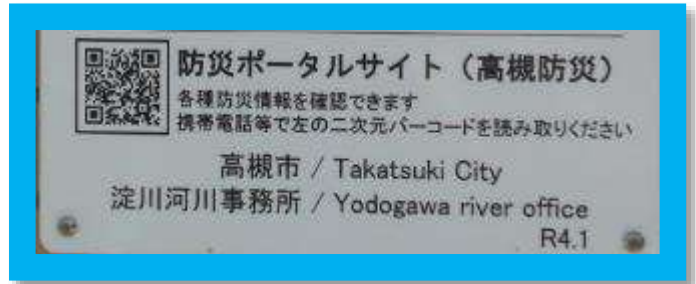 防災ポータルサイト（高槻防災）
各種防災情報を確認できます
携帯電話等で左の二次元バーコードを読み取りください
高槻市 / Takatsuki City
淀川河川事務所 / Yodogawa river office
R4.1